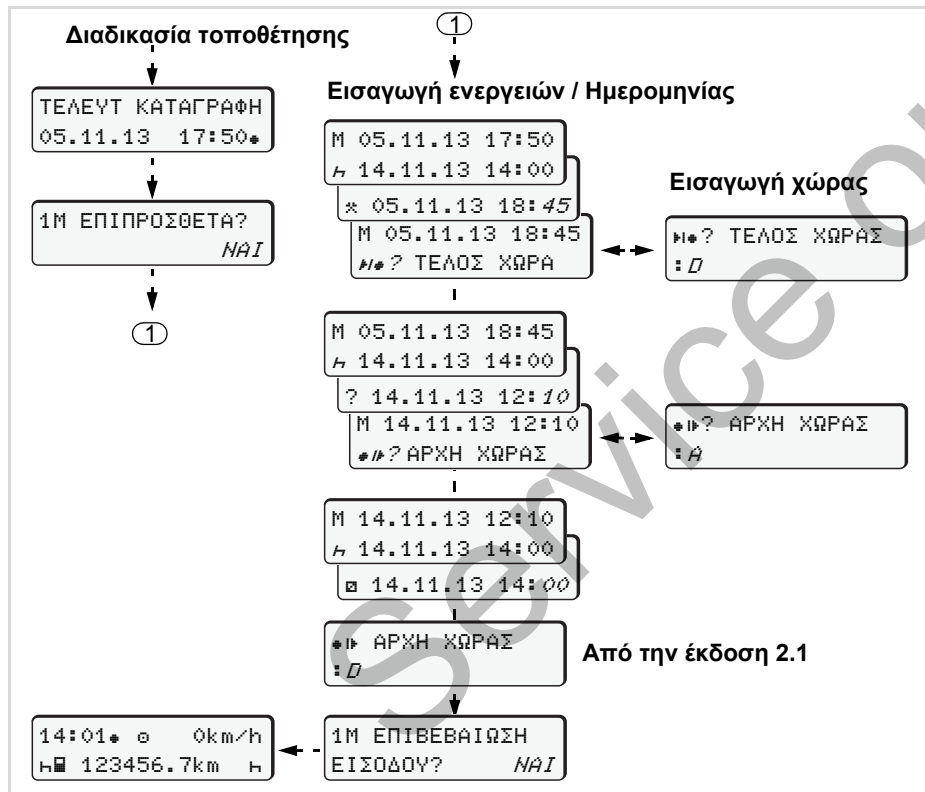 Διαδικασία τοποθέτησης
ΤΕΛΕΥΤ ΚΑΤΑΓΡΑΦΗ
05.11.13 17:50
1M ΕΠΙΠΡΟΣΘΕΤΑ?
ΝΑΙ
1
1
Εισαγωγή ενεργειών / Ημερομηνίας
M 05.11.13 17:50
14.11.13 14:00
05.11.13 18:45
M 05.11.13 18:45
? ΤΕΛΟΣ ΧΩΡΑ
Εισαγωγή χώρας
? ΤΕΛΟΣ ΧΩΡΑΣ
:D
M 05.11.13 18:45
14.11.13 14:00
? 14.11.13 12:10
M 14.11.13 12:10
? ΑΡΧΗ ΧΩΡΑΣ
? ΑΡΧΗ ΧΩΡΑΣ
:A
M 14.11.13 12:10
14.11.13 14:00
14.11.13 14:00
ΑΡΧΗ ΧΩΡΑΣ
:D
Από την έκδοση 2.1
1M ΕΠΙΒΕΒΑΙΩΣΗ
ΕΙΣΟΔΟΥ? ΝΑΙ
14:01 0km/h
123456.7km
Service o